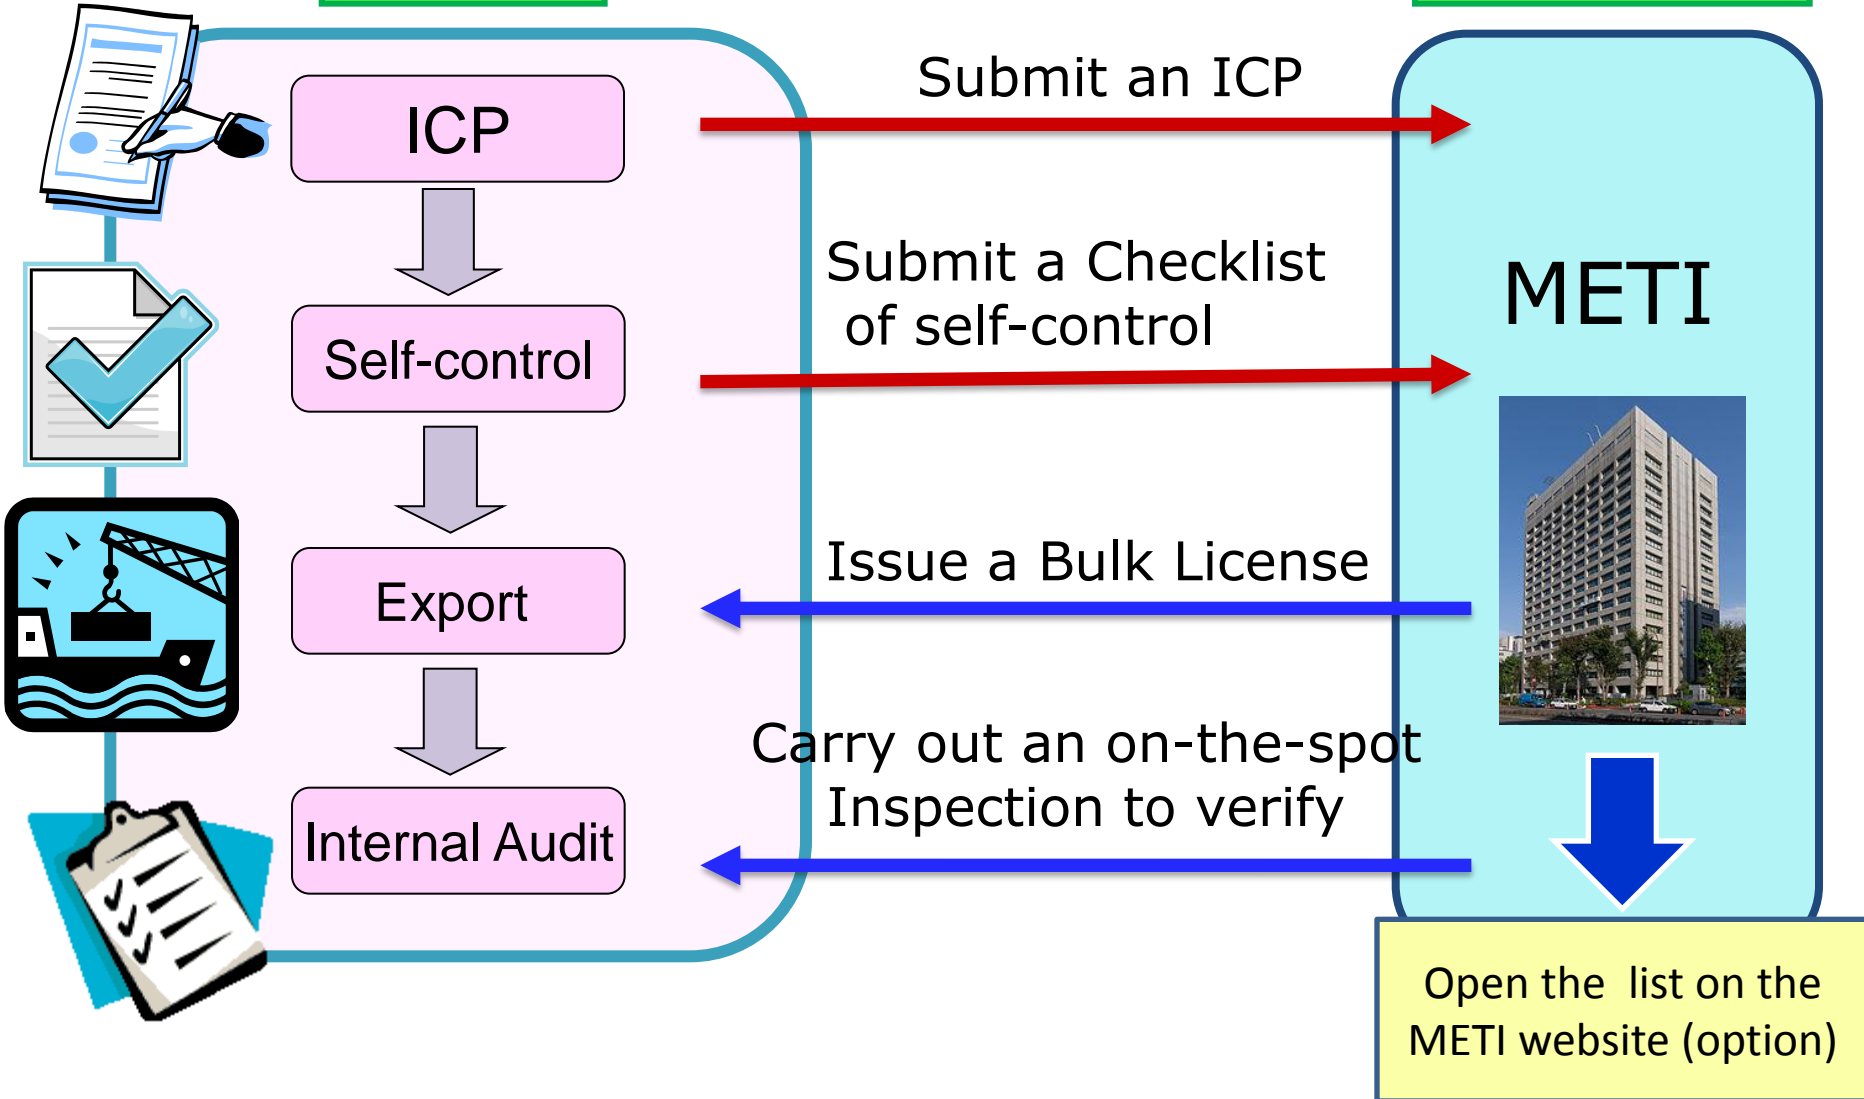 ICP
Submit an ICP
Self-control
Submit a Checklist
of self-control
METI
Export
Issue a Bulk License
Internal Audit
Carry out an on-the-spot
Inspection to verify
Open the list on the
METI website (option)